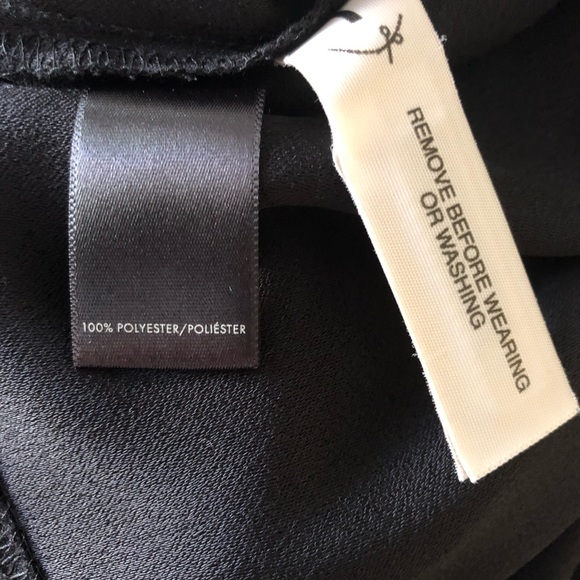 100% POLYESTER/POLIÉSTER
REMOVE BEFORE WEARING
OR WASHING